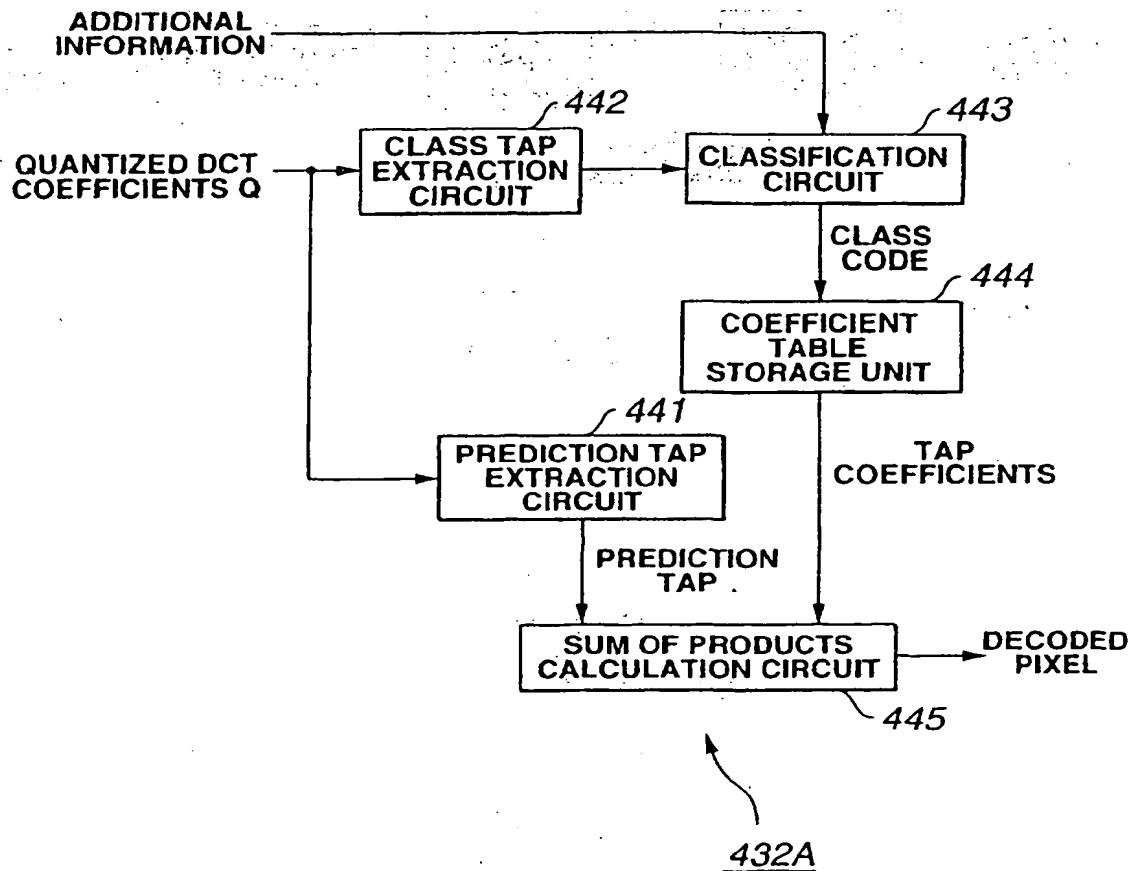 ADDITIONAL
INFORMATION
442
443
QUANTIZED DCT
COEFFICIENTS Q
CLASS TAP
EXTRACTION
CIRCUIT
CLASSIFICATION
CIRCUIT
CLASS
CODE
444
COEFFICIENT
TABLE
STORAGE UNIT
441
PREDICTION TAP
EXTRACTION
CIRCUIT
TAP
COEFFICIENTS
PREDICTION
TAP
SUM OF PRODUCTS
CALCULATION CIRCUIT
DECODED
PIXEL
445
432A